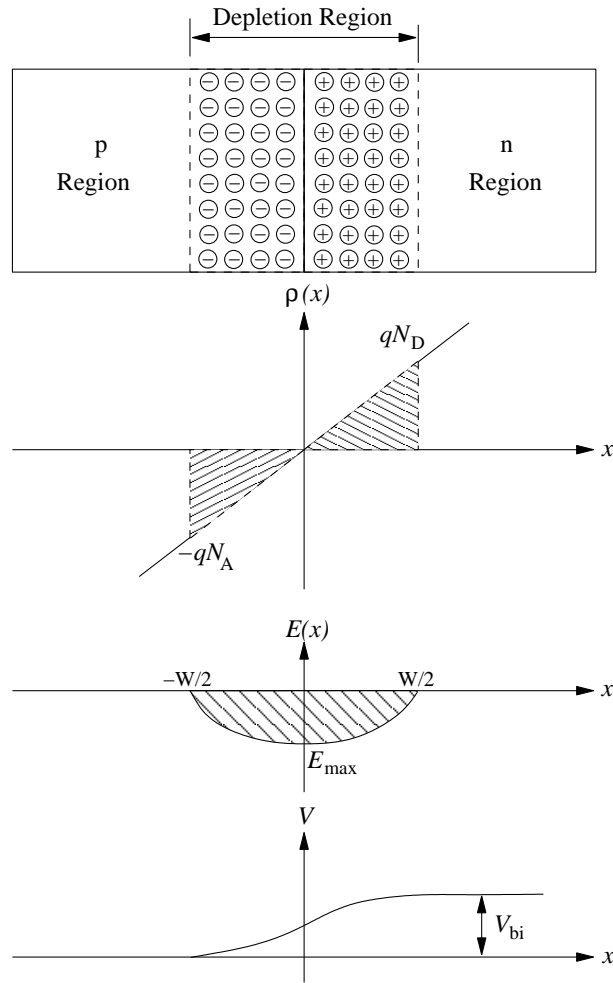 Depletion Region
p
Region
n
Region
ρ(x)
qN_D
x
−qN_A
E(x)
−W/2
W/2
x
E_max
V
V_bi
x